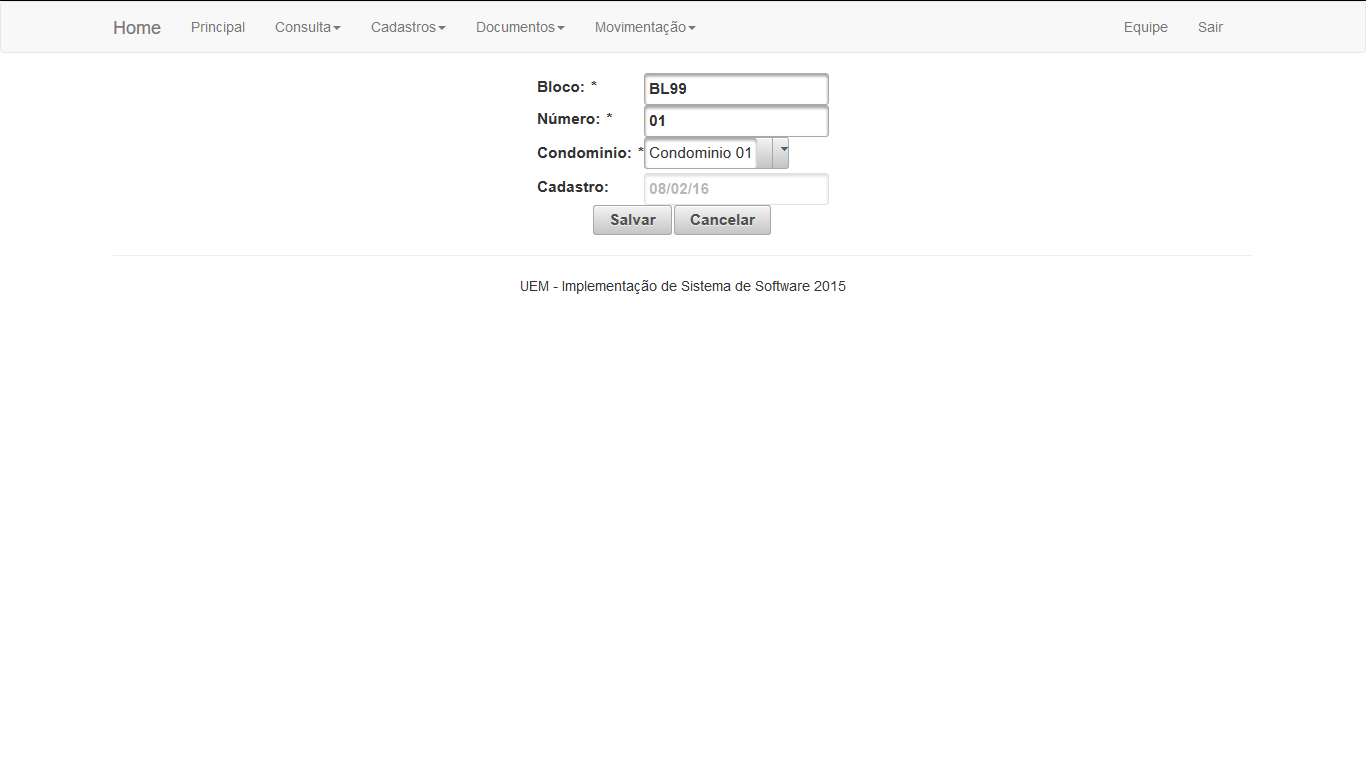 Home Principal Consulta Cadastros Documentos Movimentação Equipe Sair
Bloco: * BL99
Número: * 01
Condominio: * Condominio 01
Cadastro: 08/02/16
Salvar Cancelar
UEM - Implementação de Sistema de Software 2015